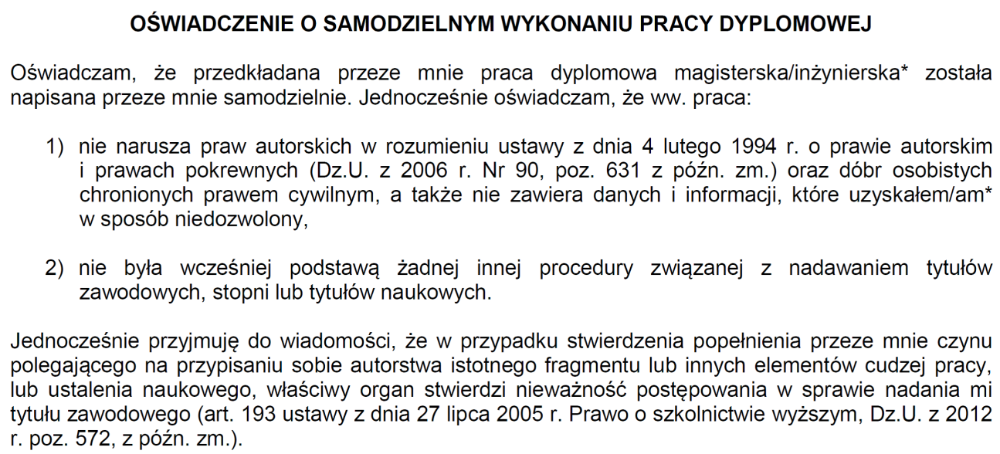 OŚWIADCZENIE O SAMODZIELNYM WYKONANIU PRACY DYPLOMOWEJ
Oświadczam, że przedkładana przeze mnie praca dyplomowa magisterska/inżynierska* została
napisana przeze mnie samodzielnie. Jednocześnie oświadczam, że ww. praca:
1) nie narusza praw autorskich w rozumieniu ustawy z dnia 4 lutego 1994 r. o prawie autorskim
i prawach pokrewnych (Dz.U. z 2006 r. Nr 90, poz. 631 z późn. zm.) oraz dóbr osobistych
chronionych prawem cywilnym, a także nie zawiera danych i informacji, które uzyskałem/am*
w sposób niedozwolony,
2) nie była wcześniej podstawą żadnej innej procedury związanej z nadawaniem tytułów
zawodowych, stopni lub tytułów naukowych.
Jednocześnie przyjmuję do wiadomości, że w przypadku stwierdzenia popełnienia przeze mnie czynu
polegającego na przypisaniu sobie autorstwa istotnego fragmentu lub innych elementów cudzej pracy,
lub ustalenia naukowego, właściwy organ stwierdzi nieważność postępowania w sprawie nadania mi
tytułu zawodowego (art. 193 ustawy z dnia 27 lipca 2005 r. Prawo o szkolnictwie wyższym, Dz.U. z 2012
r. poz. 572, z późn. zm.).